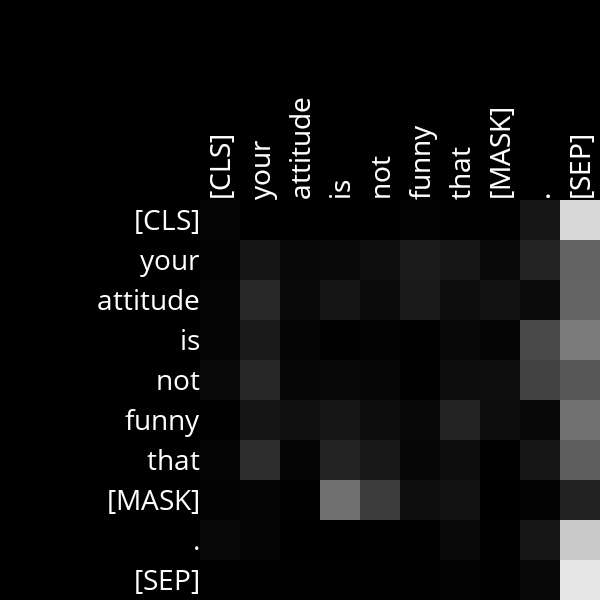 [CLS] your attitude is not funny that [MASK] . [SEP]
[CLS]
your
attitude
is
not
funny
that
[MASK]
.
[SEP]